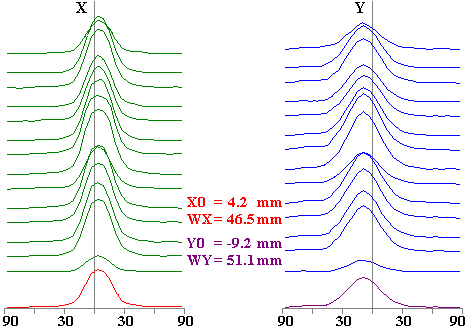 X Y
X0 = 4.2 mm
WX = 46.5 mm
Y0 = -9.2 mm
WY = 51.1 mm
90 30 30 90 90 30 30 90